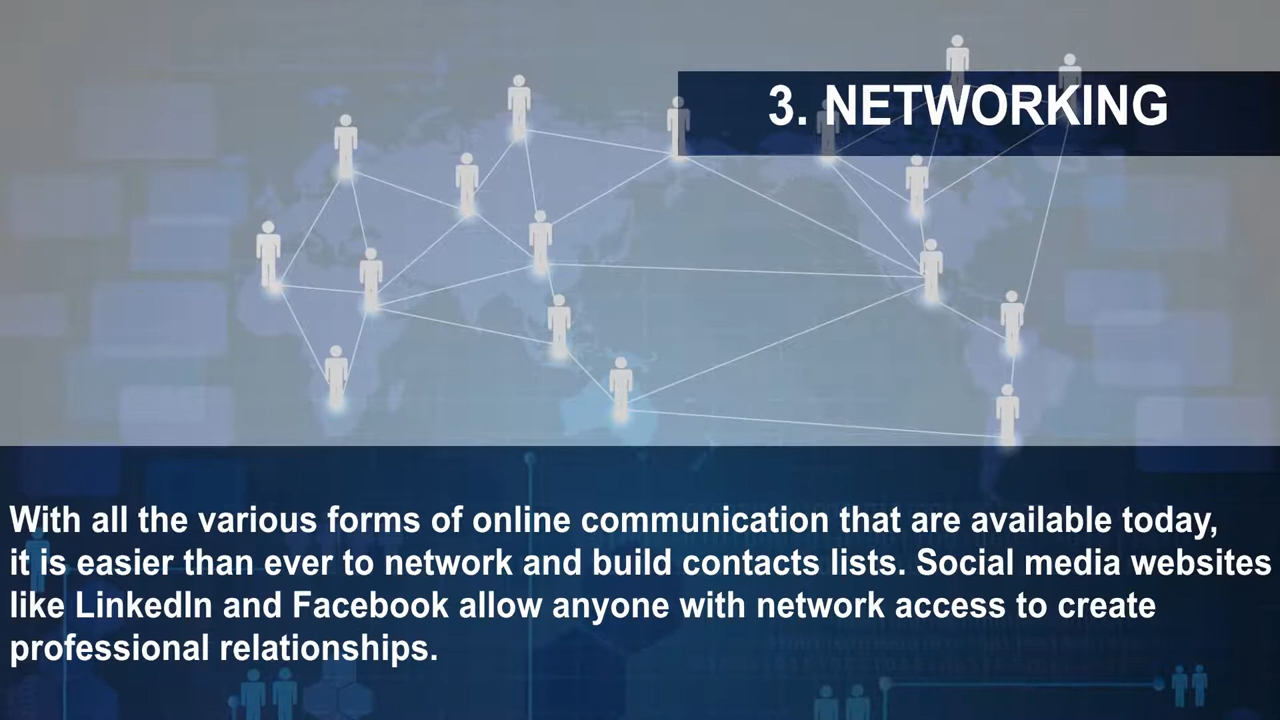 3. NETWORKING
With all the various forms of online communication that are available today,
it is easier than ever to network and build contacts lists. Social media websites
like LinkedIn and Facebook allow anyone with network access to create
professional relationships.